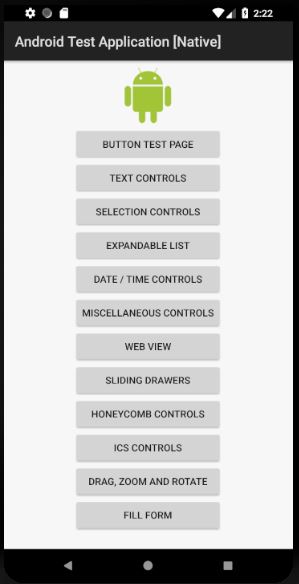 2:22
Android Test Application [Native]
BUTTON TEST PAGE
TEXT CONTROLS
SELECTION CONTROLS
EXPANDABLE LIST
DATE / TIME CONTROLS
MISCELLANEOUS CONTROLS
WEB VIEW
SLIDING DRAWERS
HONEYCOMB CONTROLS
ICS CONTROLS
DRAG, ZOOM AND ROTATE
FILL FORM